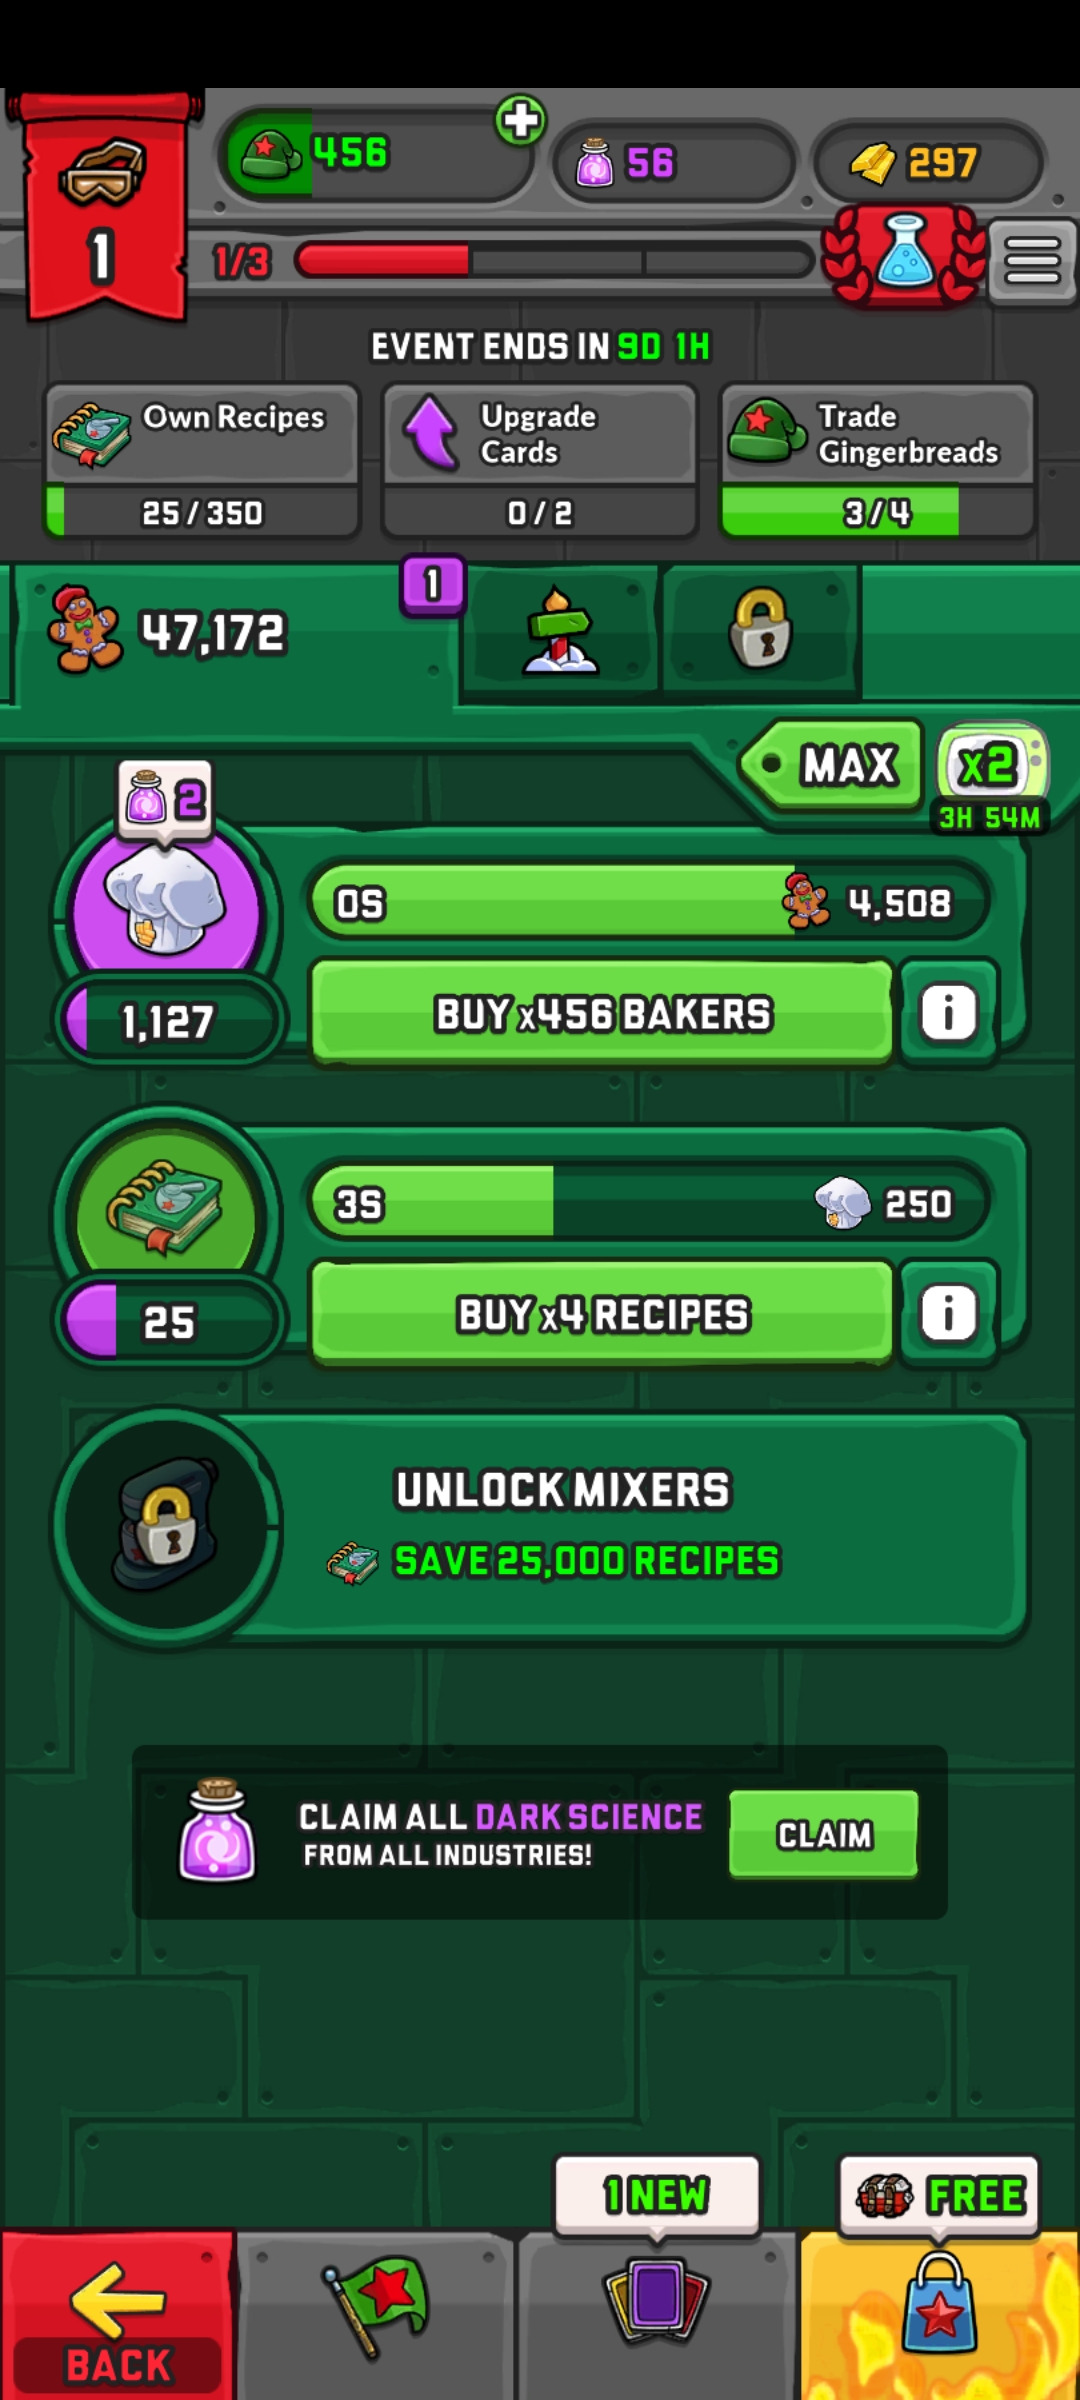 456
56
297
1
1/3
EVENT ENDS IN 9D 1H
Own Recipes
25/350
Upgrade
Cards
0/2
Trade
Gingerbreads
3/4
47,172
1
MAX
x2
3H 54M
2
0S
4,508
1,127
BUY x456 BAKERS
i
3S
250
25
BUY x4 RECIPES
i
UNLOCK MIXERS
SAVE 25,000 RECIPES
CLAIM ALL DARK SCIENCE
FROM ALL INDUSTRIES!
CLAIM
1 NEW
FREE
BACK